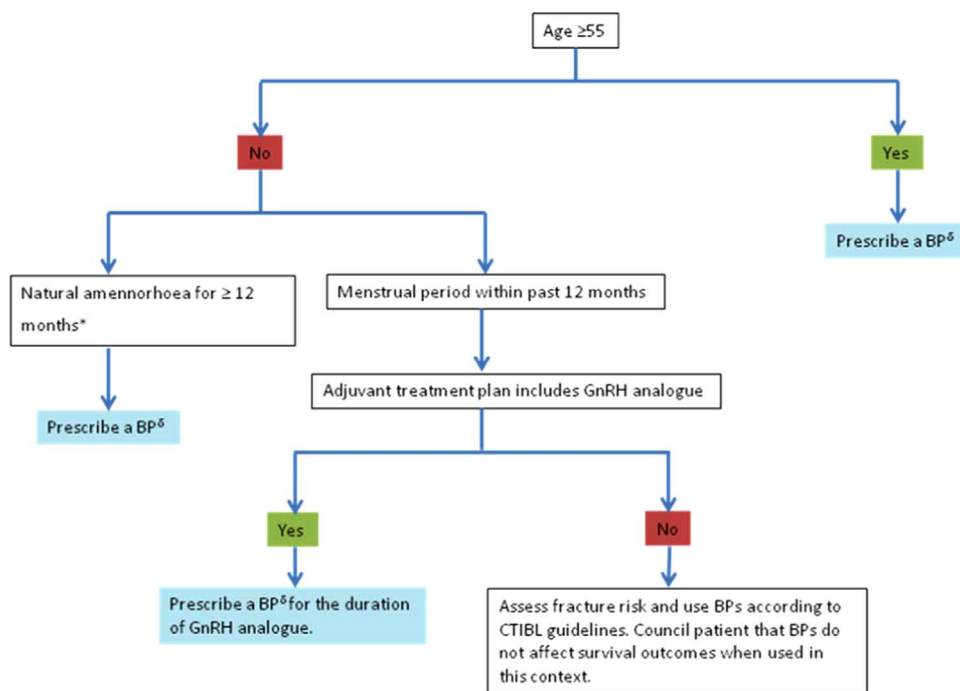 Age ≥55
No
Yes
Prescribe a BPᵟ
Natural amennorhoea for ≥ 12
months*
Menstrual period within past 12 months
Adjuvant treatment plan includes GnRH analogue
Prescribe a BPᵟ
Yes
No
Prescribe a BPᵟ for the duration
of GnRH analogue.
Assess fracture risk and use BPs according to
CTIBL guidelines. Council patient that BPs do
not affect survival outcomes when used in
this context.